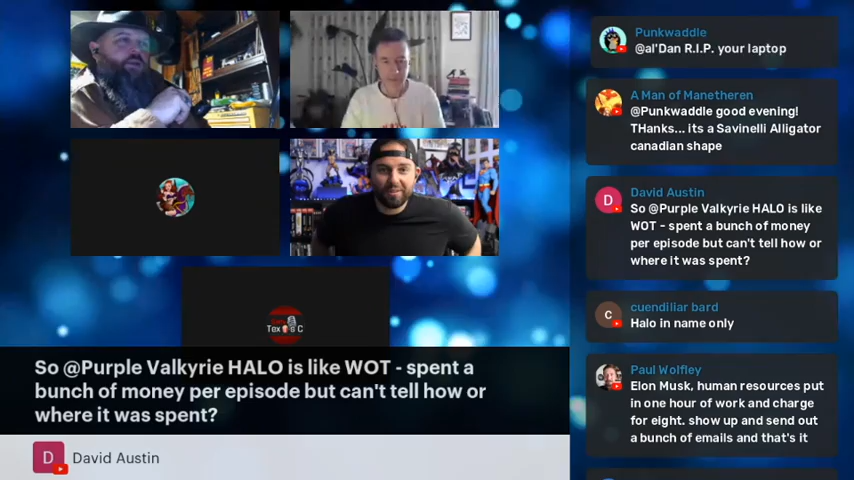 Punkwaddle
@al'Dan R.I.P. your laptop
A Man of Manetheren
@Punkwaddle good evening!
THanks... its a Savinelli Alligator
canadian shape
D
David Austin
So @Purple Valkyrie HALO is like
WOT - spent a bunch of money
per episode but can't tell how or
where it was spent?
C
cuendiliar bard
Halo in name only
Paul Wolfley
Elon Musk, human resources put
in one hour of work and charge
for eight. show up and send out
a bunch of emails and that's it
So @Purple Valkyrie HALO is like WOT - spent a
bunch of money per episode but can't tell how or
where it was spent?
D
David Austin